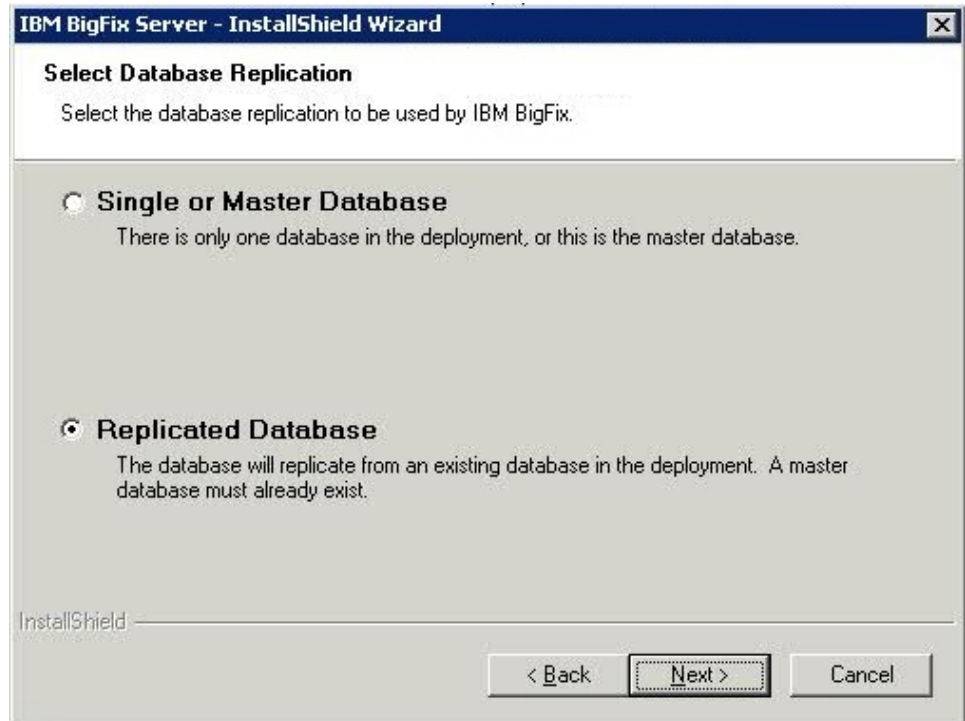 IBM BigFix Server - InstallShield Wizard
Select Database Replication
Select the database replication to be used by IBM BigFix.
Single or Master Database
There is only one database in the deployment, or this is the master database.
Replicated Database
The database will replicate from an existing database in the deployment. A master
database must already exist.
InstallShield
< Back
Next >
Cancel